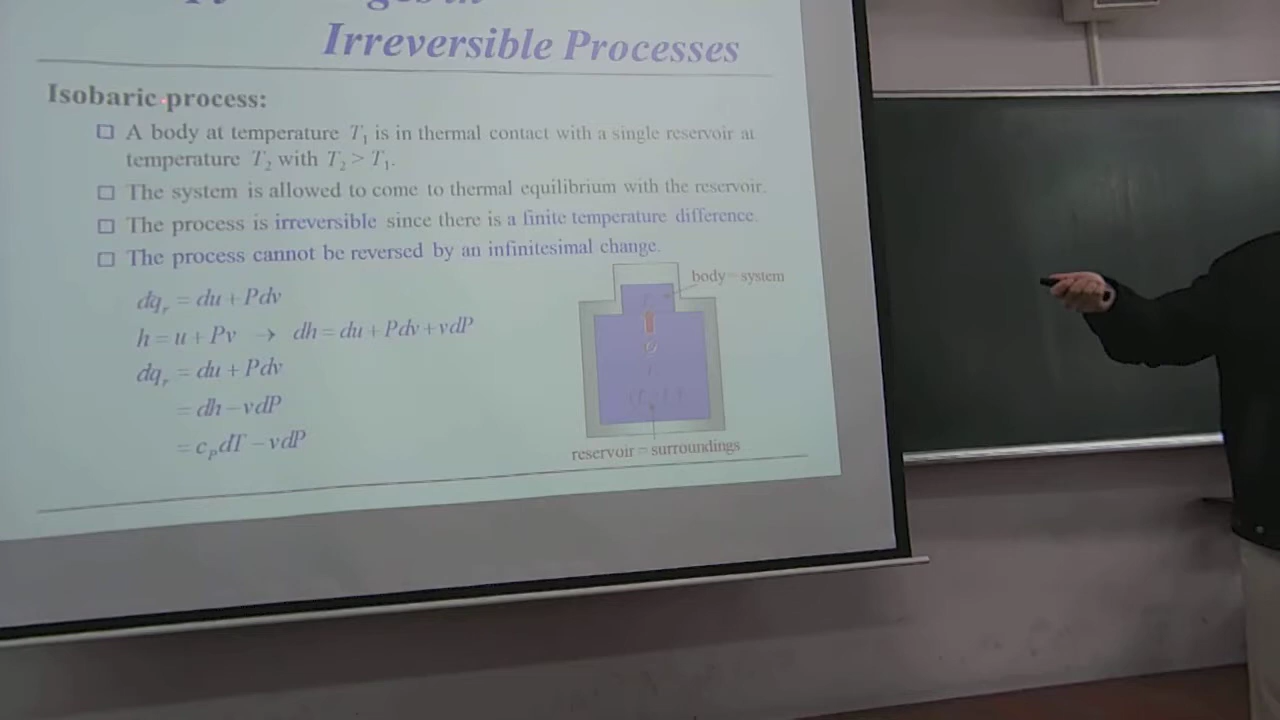 Irreversible Processes
Isobaric process:
A body at temperature T₁ is in thermal contact with a single reservoir at
temperature T₂ with T₂ > T₁.
The system is allowed to come to thermal equilibrium with the reservoir.
The process is irreversible since there is a finite temperature difference.
The process cannot be reversed by an infinitesimal change.
dqᵣ = du + Pdv
h = u + Pv → dh = du + Pdv + vdP
dqᵣ = du + Pdv
= dh − vdP
= cₚdT − vdP
body = system
reservoir = surroundings